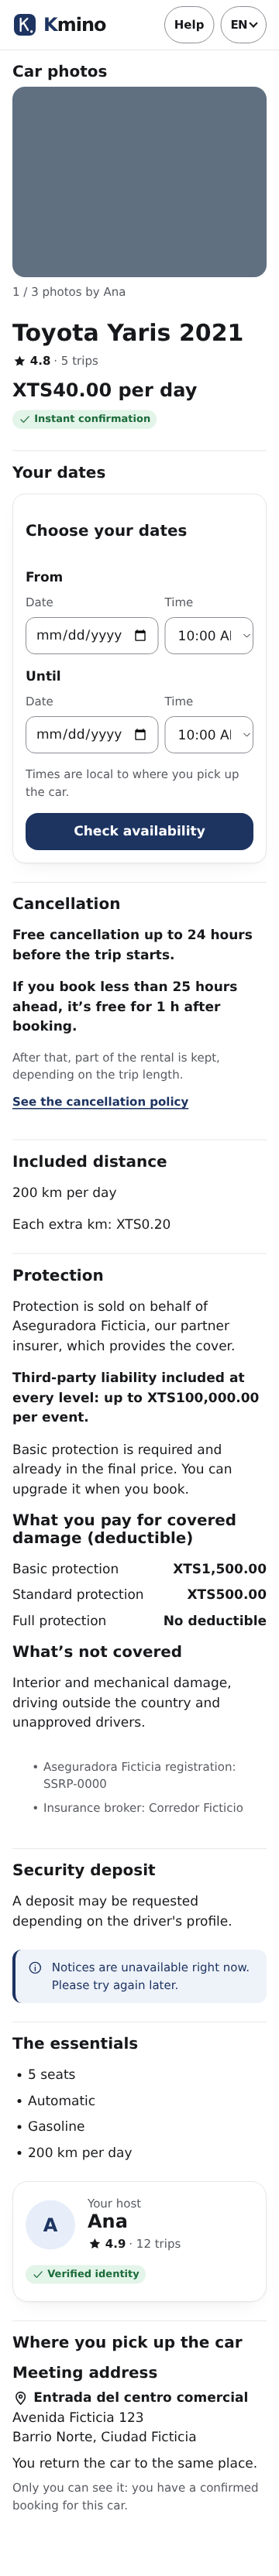 Kmino
Help
EN
Car photos
1 / 3 photos by Ana
Toyota Yaris 2021
★ 4.8 · 5 trips
XTS40.00 per day
Instant confirmation
Your dates
Choose your dates
From
Date
Time
mm/dd/yyyy
10:00 Al
Until
Date
Time
mm/dd/yyyy
10:00 Al
Times are local to where you pick up
the car.
Check availability
Cancellation
Free cancellation up to 24 hours
before the trip starts.
If you book less than 25 hours
ahead, it’s free for 1 h after
booking.
After that, part of the rental is kept,
depending on the trip length.
See the cancellation policy
Included distance
200 km per day
Each extra km: XTS0.20
Protection
Protection is sold on behalf of
Aseguradora Ficticia, our partner
insurer, which provides the cover.
Third-party liability included at
every level: up to XTS100,000.00
per event.
Basic protection is required and
already in the final price. You can
upgrade it when you book.
What you pay for covered
damage (deductible)
Basic protection XTS1,500.00
Standard protection XTS500.00
Full protection No deductible
What’s not covered
Interior and mechanical damage,
driving outside the country and
unapproved drivers.
• Aseguradora Ficticia registration:
SSRP-0000
• Insurance broker: Corredor Ficticio
Security deposit
A deposit may be requested
depending on the driver's profile.
Notices are unavailable right now.
Please try again later.
The essentials
• 5 seats
• Automatic
• Gasoline
• 200 km per day
A
Your host
Ana
★ 4.9 · 12 trips
Verified identity
Where you pick up the car
Meeting address
Entrada del centro comercial
Avenida Ficticia 123
Barrio Norte, Ciudad Ficticia
You return the car to the same place.
Only you can see it: you have a confirmed
booking for this car.